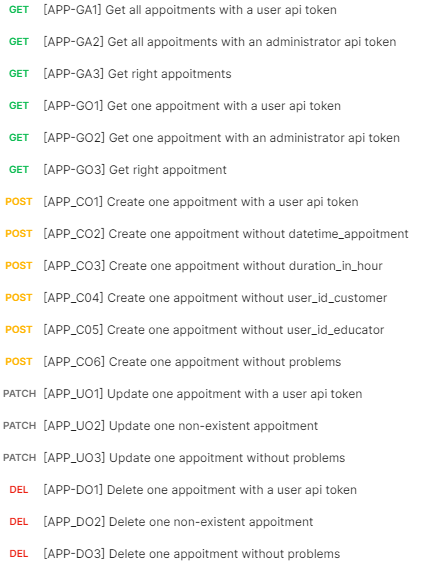 GET [APP-GA1] Get all appoitments with a user api token
GET [APP-GA2] Get all appoitments with an administrator api token
GET [APP-GA3] Get right appoitments
GET [APP-GO1] Get one appoitment with a user api token
GET [APP-GO2] Get one appoitment with an administrator api token
GET [APP-GO3] Get right appoitment
POST [APP_CO1] Create one appoitment with a user api token
POST [APP_CO2] Create one appoitment without datetime_appoitment
POST [APP_CO3] Create one appoitment without duration_in_hour
POST [APP_C04] Create one appoitment without user_id_customer
POST [APP_C05] Create one appoitment without user_id_educator
POST [APP_CO6] Create one appoitment without problems
PATCH [APP_UO1] Update one appoitment with a user api token
PATCH [APP_UO2] Update one non-existent appoitment
PATCH [APP_UO3] Update one appoitment without problems
DEL [APP-DO1] Delete one appoitment with a user api token
DEL [APP_DO2] Delete one non-existent appoitment
DEL [APP-DO3] Delete one appoitment without problems